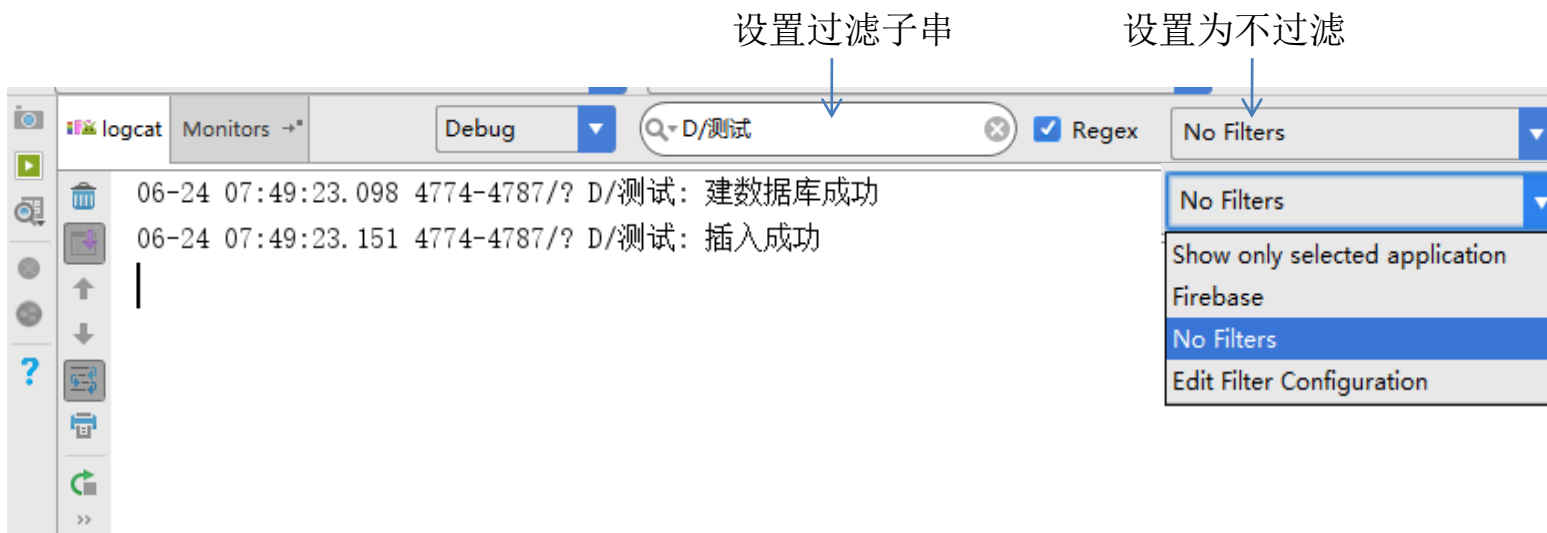 设置过滤子串 设置为不过滤
logcat Monitors Debug D/测试 Regex No Filters
06-24 07:49:23.098 4774-4787/? D/测试: 建数据库成功
06-24 07:49:23.151 4774-4787/? D/测试: 插入成功
No Filters
Show only selected application
Firebase
No Filters
Edit Filter Configuration
?